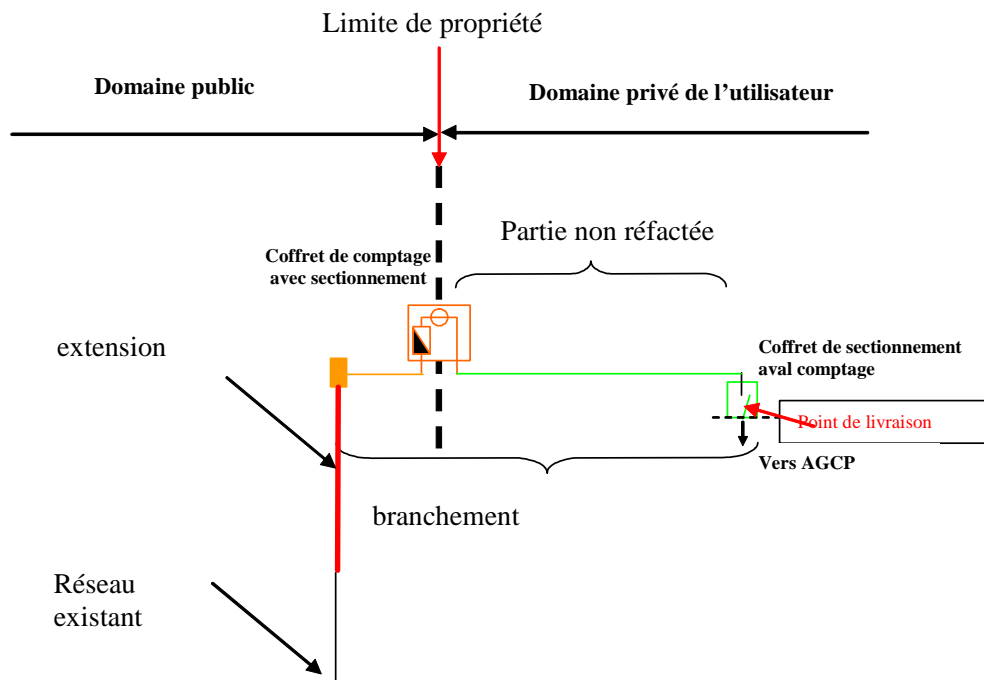 Limite de propriété
Domaine public
Domaine privé de l’utilisateur
Partie non réfactée
Coffret de comptage
avec sectionnement
extension
Coffret de sectionnement
aval comptage
Point de livraison
Vers AGCP
branchement
Réseau
existant